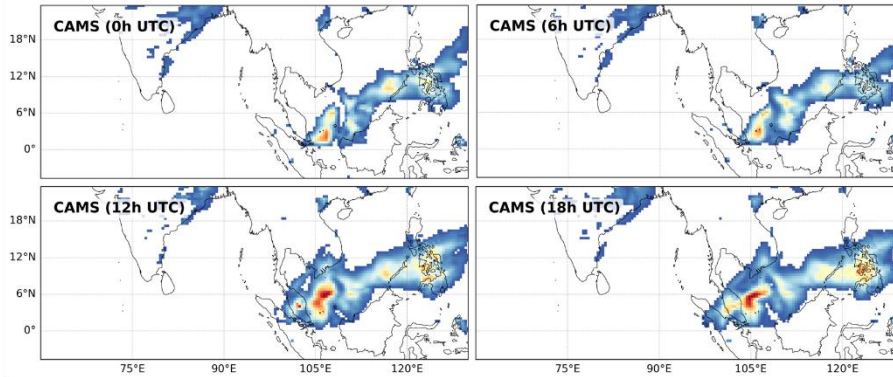 CAMS (0h UTC)
CAMS (6h UTC)
18°N
12°N
6°N
0°
CAMS (12h UTC)
CAMS (18h UTC)
18°N
12°N
6°N
0°
75°E 90°E 105°E 120°E
75°E 90°E 105°E 120°E